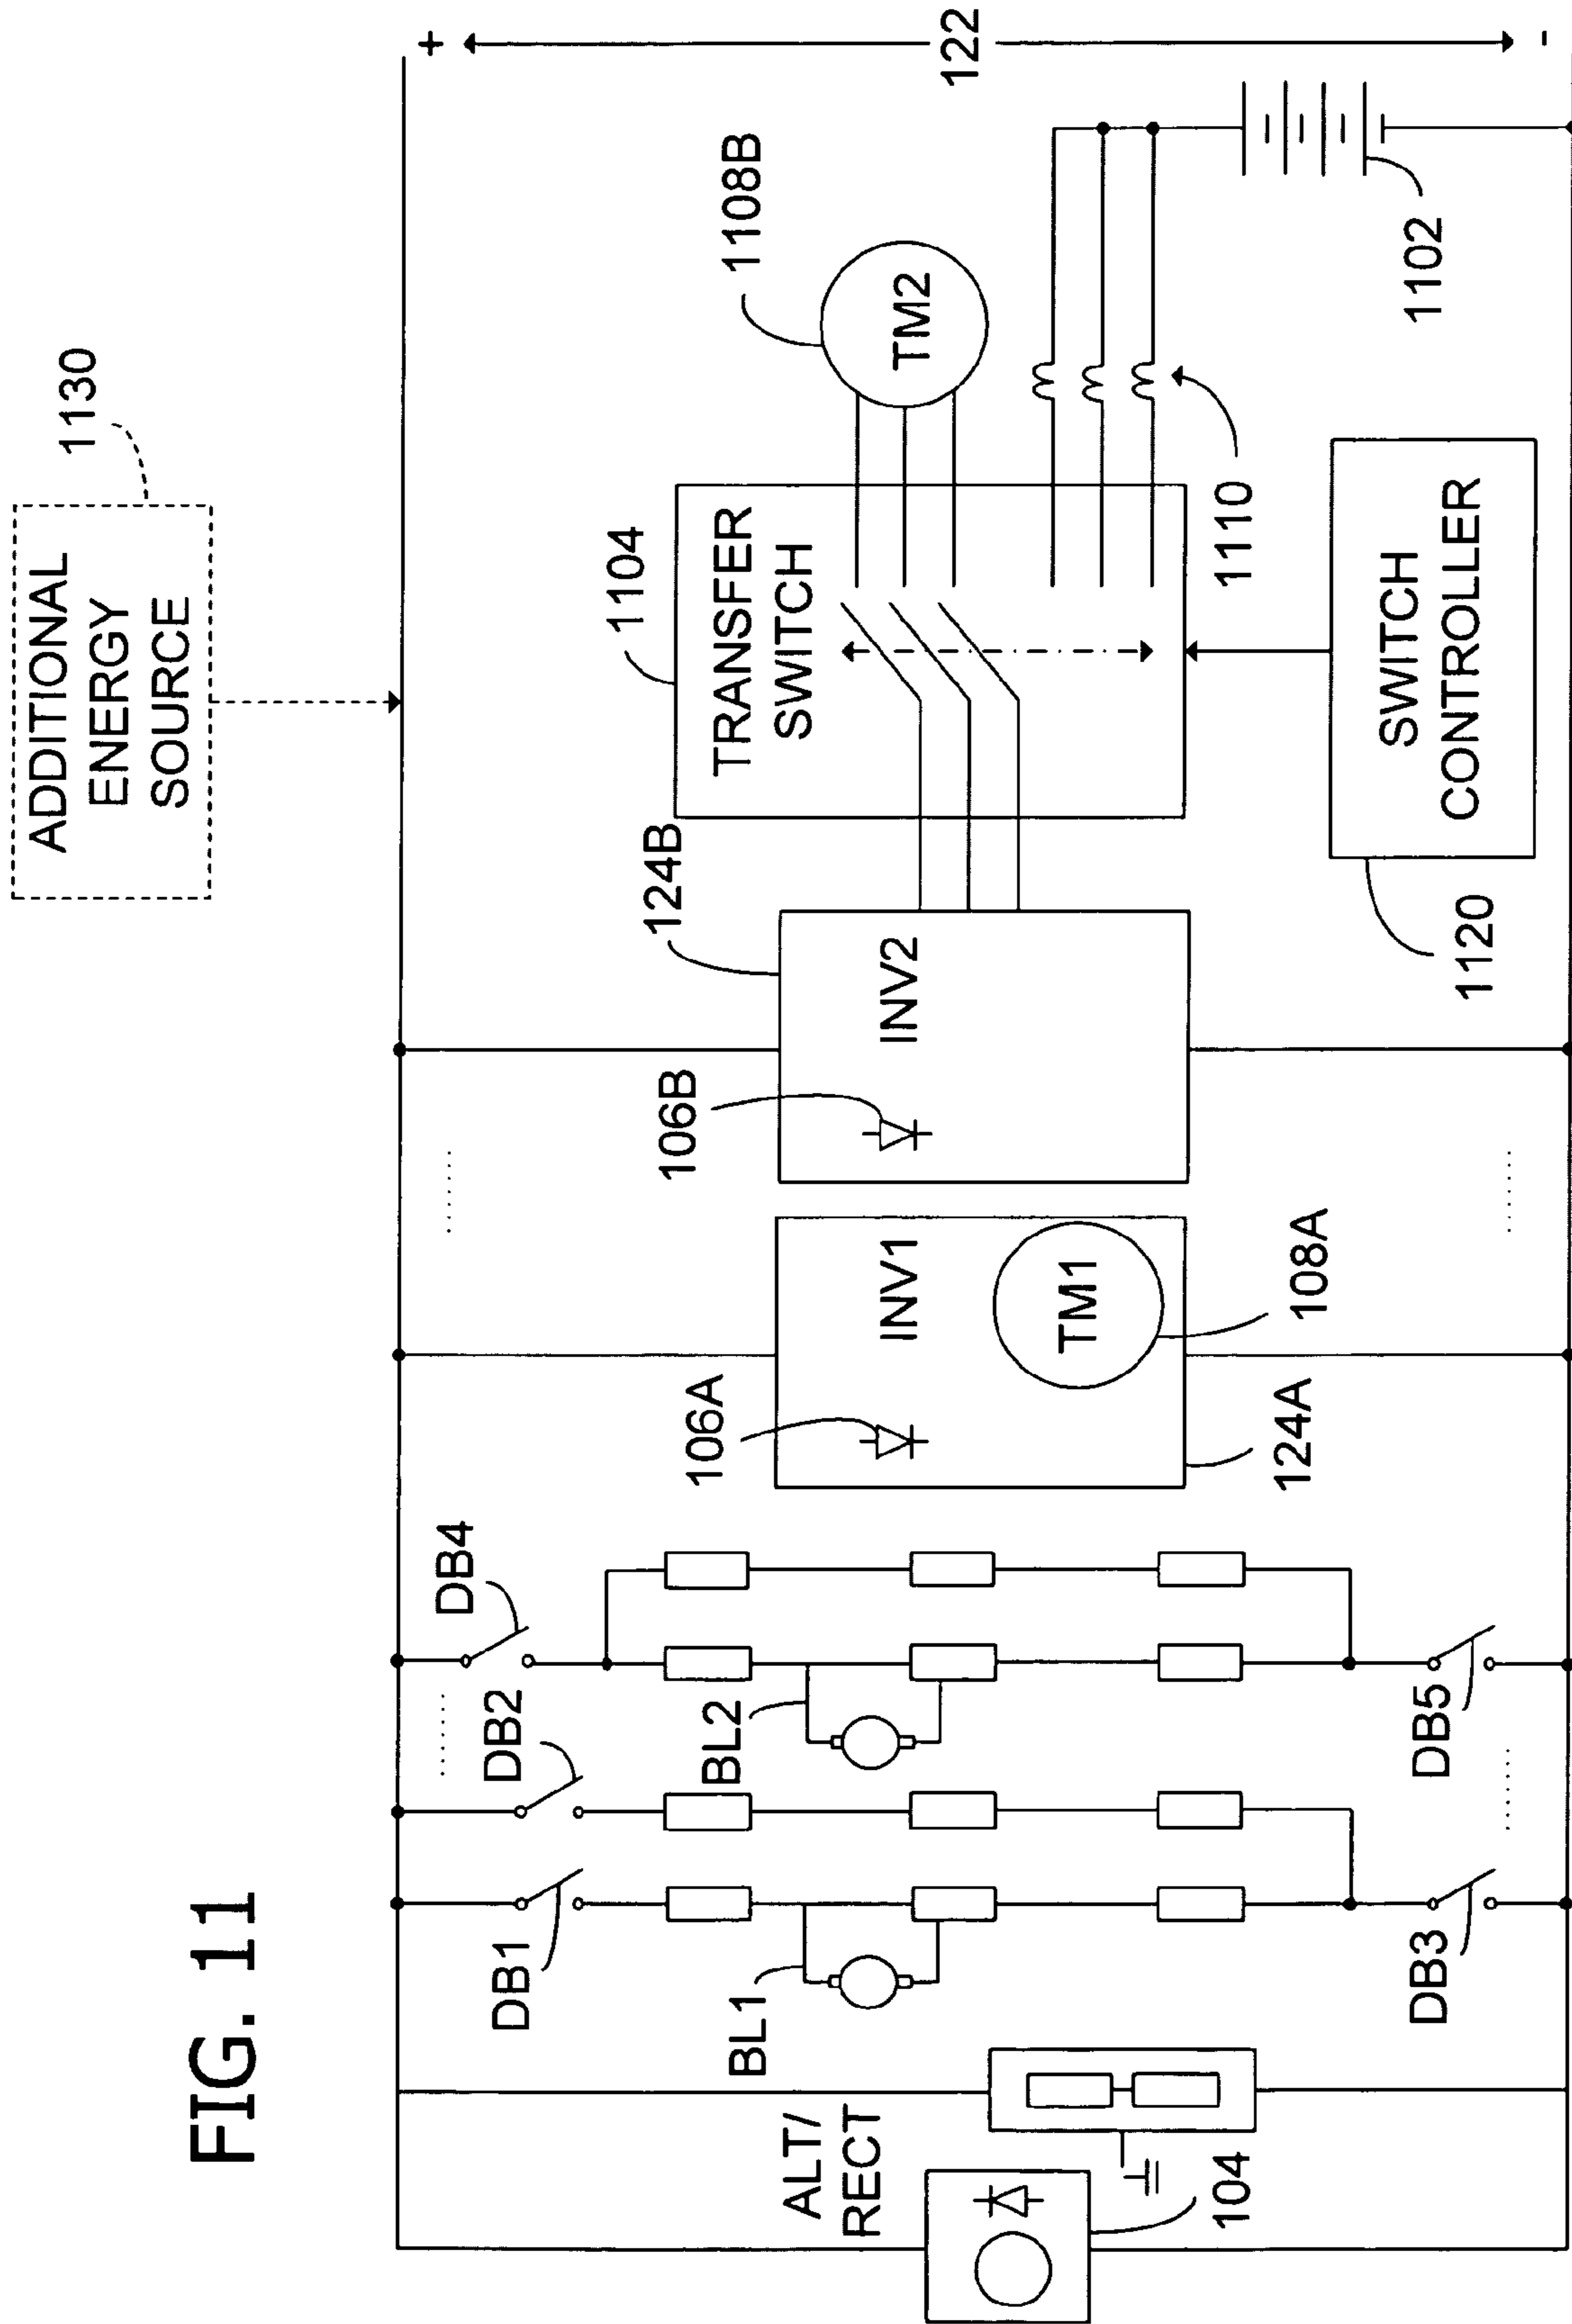 FIG. 11
ADDITIONAL
ENERGY
SOURCE
1130
+
122
-
ALT/
RECT
104
BL1
DB1
DB2
DB3
BL2
DB4
DB5
106A
INV1
TM1
108A
124A
106B
INV2
124B
1104
TRANSFER
SWITCH
TM2
1108B
1110
1102
SWITCH
CONTROLLER
1120